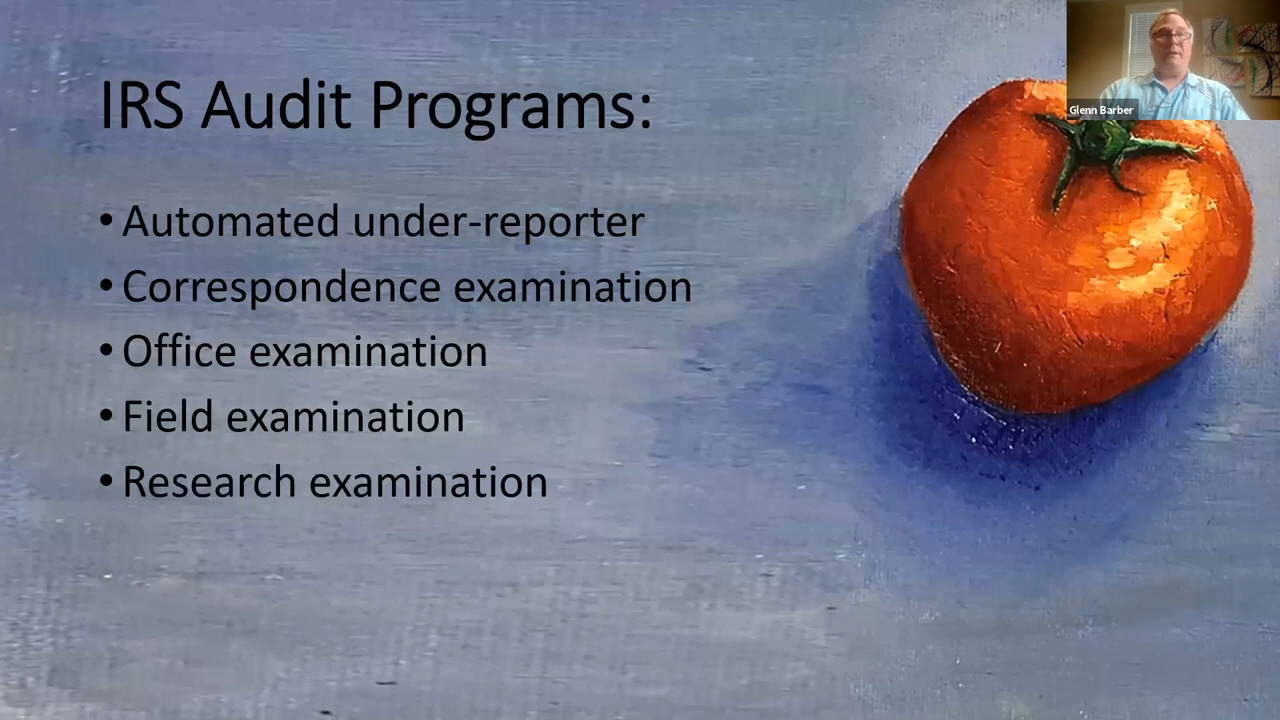 IRS Audit Programs:
• Automated under-reporter
• Correspondence examination
• Office examination
• Field examination
• Research examination
Glenn Barber